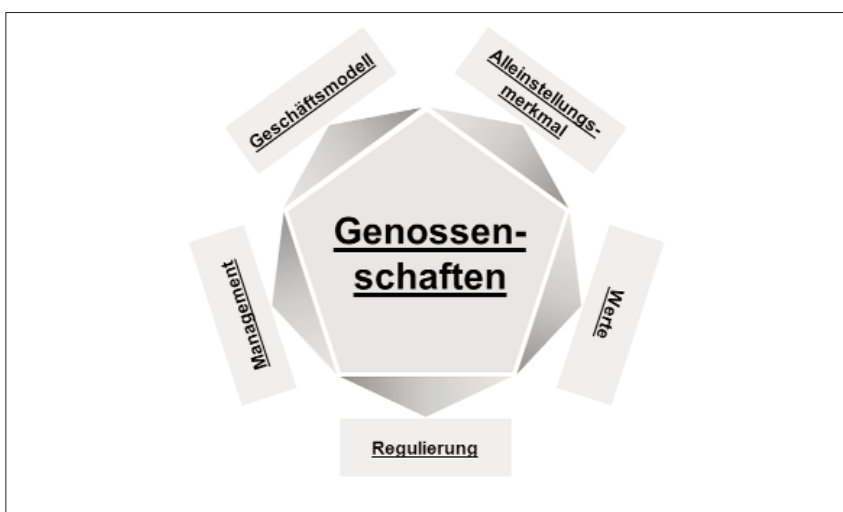 Geschäftsmodell
Alleinstellungs-
merkmal
Genossen-
schaften
Management
Werte
Regulierung